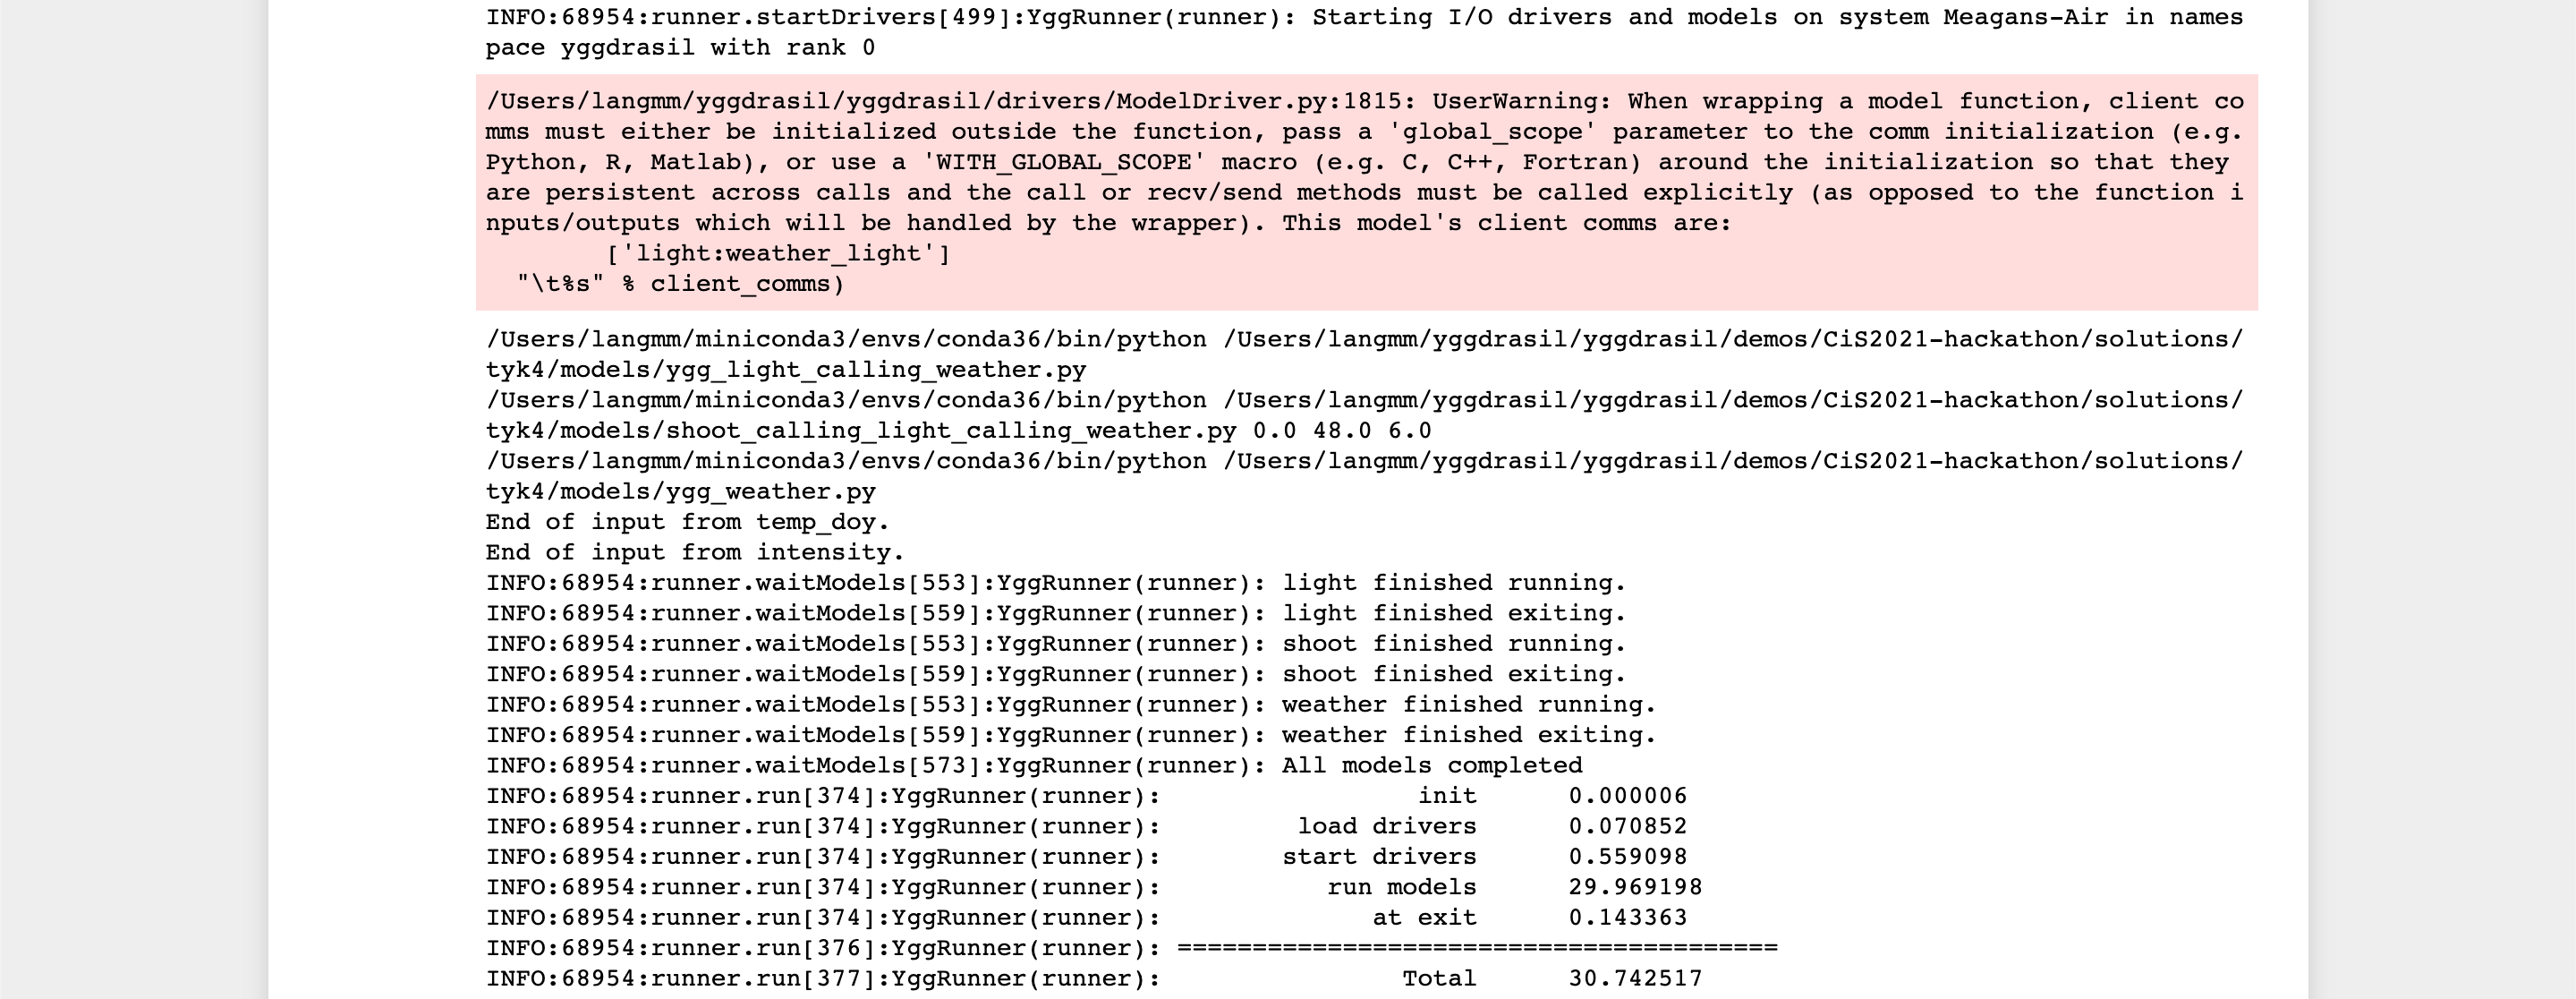 INFO:68954:runner.startDrivers[499]:YggRunner(runner): Starting I/O drivers and models on system Meagans-Air in names
pace yggdrasil with rank 0
/Users/langmm/yggdrasil/yggdrasil/drivers/ModelDriver.py:1815: UserWarning: When wrapping a model function, client co
mms must either be initialized outside the function, pass a 'global_scope' parameter to the comm initialization (e.g.
Python, R, Matlab), or use a 'WITH_GLOBAL_SCOPE' macro (e.g. C, C++, Fortran) around the initialization so that they
are persistent across calls and the call or recv/send methods must be called explicitly (as opposed to the function i
nputs/outputs which will be handled by the wrapper). This model's client comms are:
        ['light:weather_light']
  "\t%s" % client_comms)
/Users/langmm/miniconda3/envs/conda36/bin/python /Users/langmm/yggdrasil/yggdrasil/demos/CiS2021-hackathon/solutions/
tyk4/models/ygg_light_calling_weather.py
/Users/langmm/miniconda3/envs/conda36/bin/python /Users/langmm/yggdrasil/yggdrasil/demos/CiS2021-hackathon/solutions/
tyk4/models/shoot_calling_light_calling_weather.py 0.0 48.0 6.0
/Users/langmm/miniconda3/envs/conda36/bin/python /Users/langmm/yggdrasil/yggdrasil/demos/CiS2021-hackathon/solutions/
tyk4/models/ygg_weather.py
End of input from temp_doy.
End of input from intensity.
INFO:68954:runner.waitModels[553]:YggRunner(runner): light finished running.
INFO:68954:runner.waitModels[559]:YggRunner(runner): light finished exiting.
INFO:68954:runner.waitModels[553]:YggRunner(runner): shoot finished running.
INFO:68954:runner.waitModels[559]:YggRunner(runner): shoot finished exiting.
INFO:68954:runner.waitModels[553]:YggRunner(runner): weather finished running.
INFO:68954:runner.waitModels[559]:YggRunner(runner): weather finished exiting.
INFO:68954:runner.waitModels[573]:YggRunner(runner): All models completed
INFO:68954:runner.run[374]:YggRunner(runner):                 init      0.000006
INFO:68954:runner.run[374]:YggRunner(runner):         load drivers      0.070852
INFO:68954:runner.run[374]:YggRunner(runner):        start drivers      0.559098
INFO:68954:runner.run[374]:YggRunner(runner):           run models      29.969198
INFO:68954:runner.run[374]:YggRunner(runner):              at exit      0.143363
INFO:68954:runner.run[376]:YggRunner(runner): ========================================
INFO:68954:runner.run[377]:YggRunner(runner):                Total      30.742517